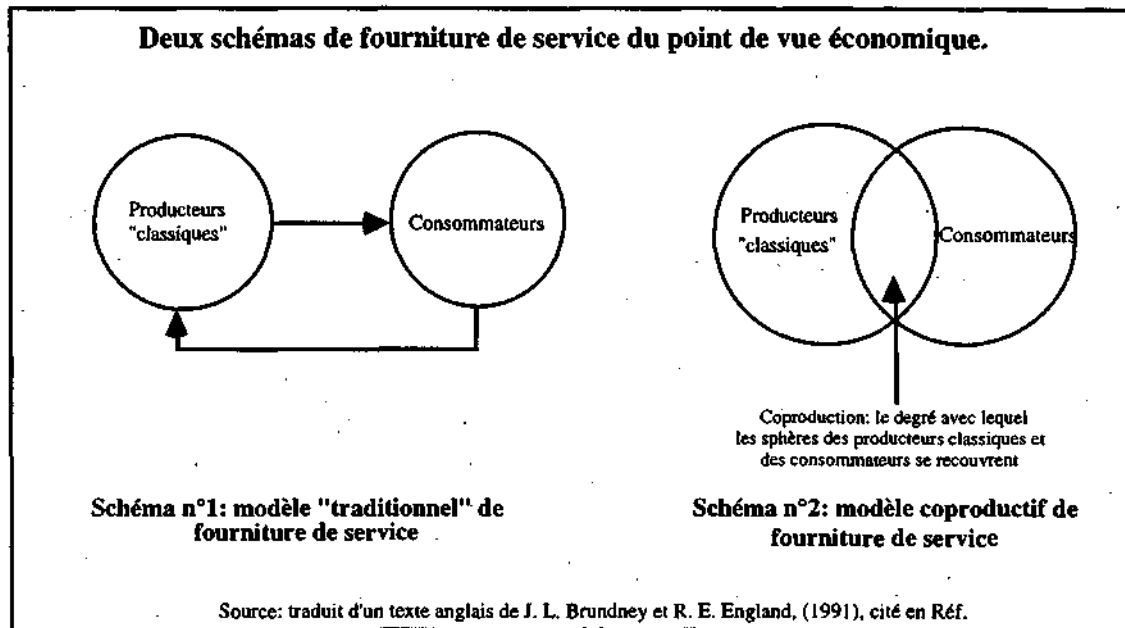 Deux schémas de fourniture de service du point de vue économique.
Producteurs
"classiques"
Consommateurs
Producteurs
"classiques"
Consommateurs
Coproduction: le degré avec lequel
les sphères des producteurs classiques et
des consommateurs se recouvrent
Schéma n°1: modèle "traditionnel" de
fourniture de service
Schéma n°2: modèle coproductif de
fourniture de service
Source: traduit d'un texte anglais de J. L. Brundney et R. E. England, (1991), cité en Réf.